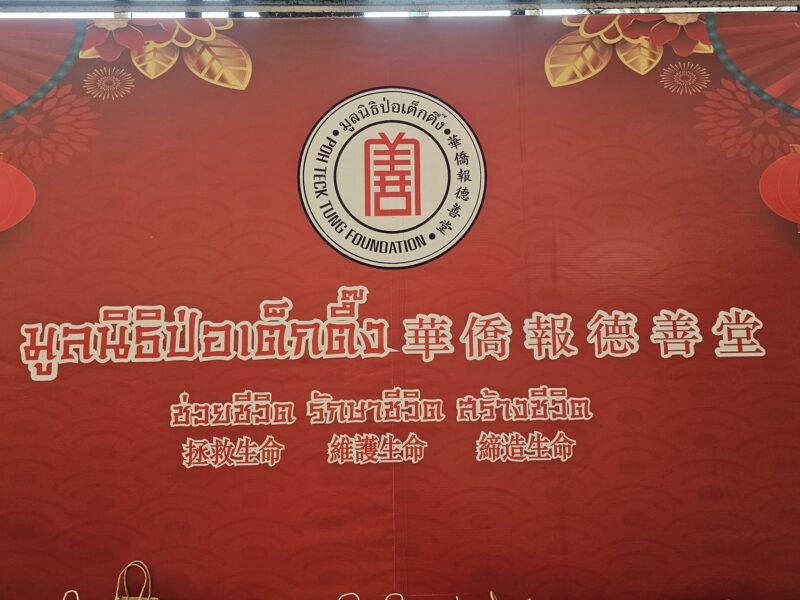 มูลนิธิป่อเต็กตึ๊ง • 華僑報德善堂 • POH TECK TUNG FOUNDATION •
善
มูลนิธิป่อเต็กตึ๊ง 華僑報德善堂
ช่วยชีวิต รักษาชีวิต สร้างชีวิต
拯救生命 維護生命 締造生命